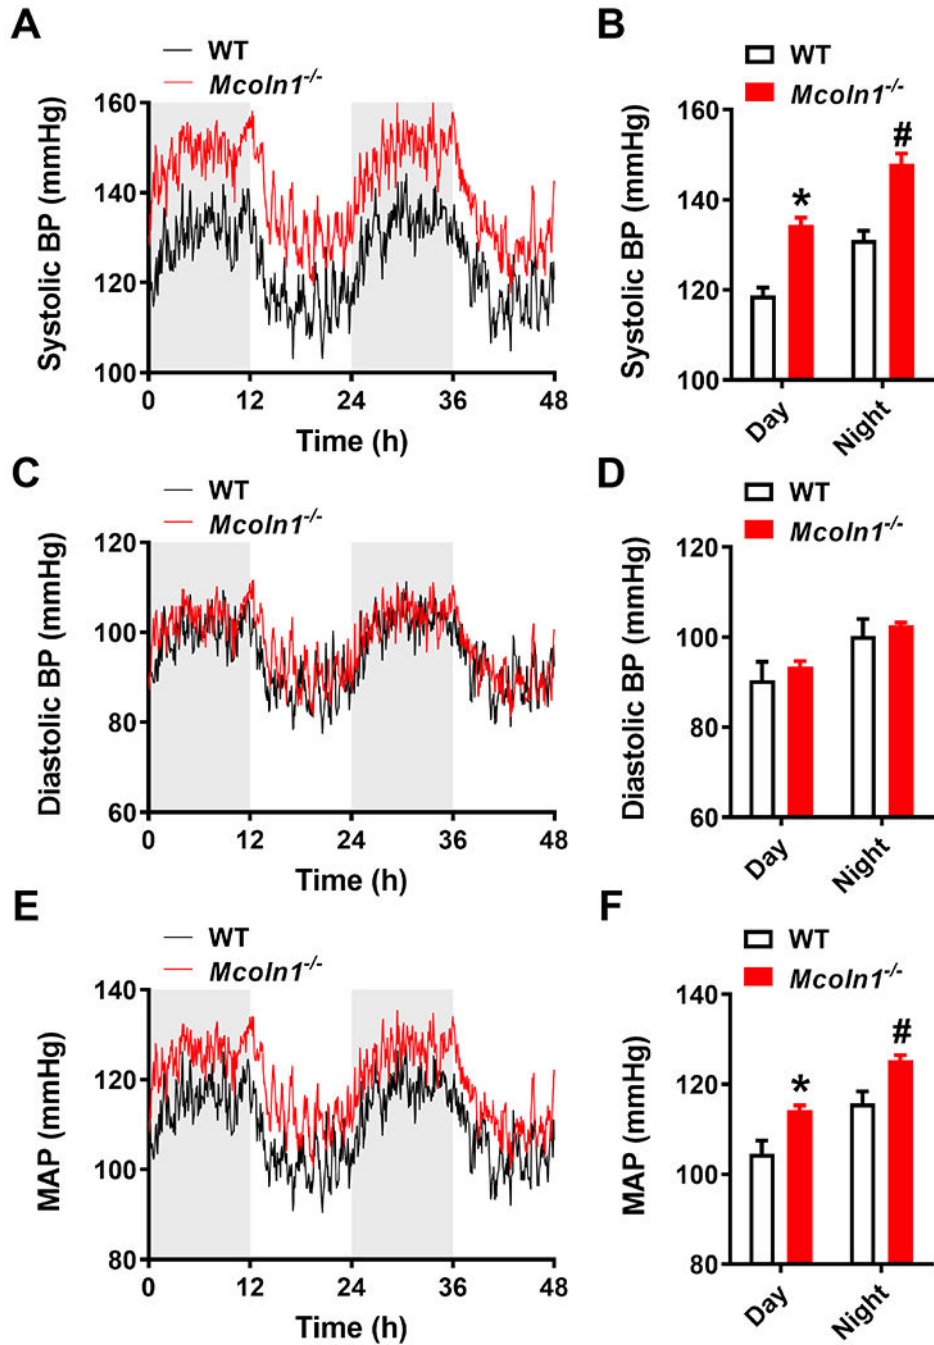 A
WT
Mcoln1-/-
Systolic BP (mmHg)
160
140
120
100
0 12 24 36 48
Time (h)
B
WT
Mcoln1-/-
Systolic BP (mmHg)
160
140
120
100
*
#
Day Night
C
WT
Mcoln1-/-
Diastolic BP (mmHg)
120
100
80
60
0 12 24 36 48
Time (h)
D
WT
Mcoln1-/-
Diastolic BP (mmHg)
120
100
80
60
Day Night
E
WT
Mcoln1-/-
MAP (mmHg)
140
120
100
80
0 12 24 36 48
Time (h)
F
WT
Mcoln1-/-
MAP (mmHg)
140
120
100
80
*
#
Day Night